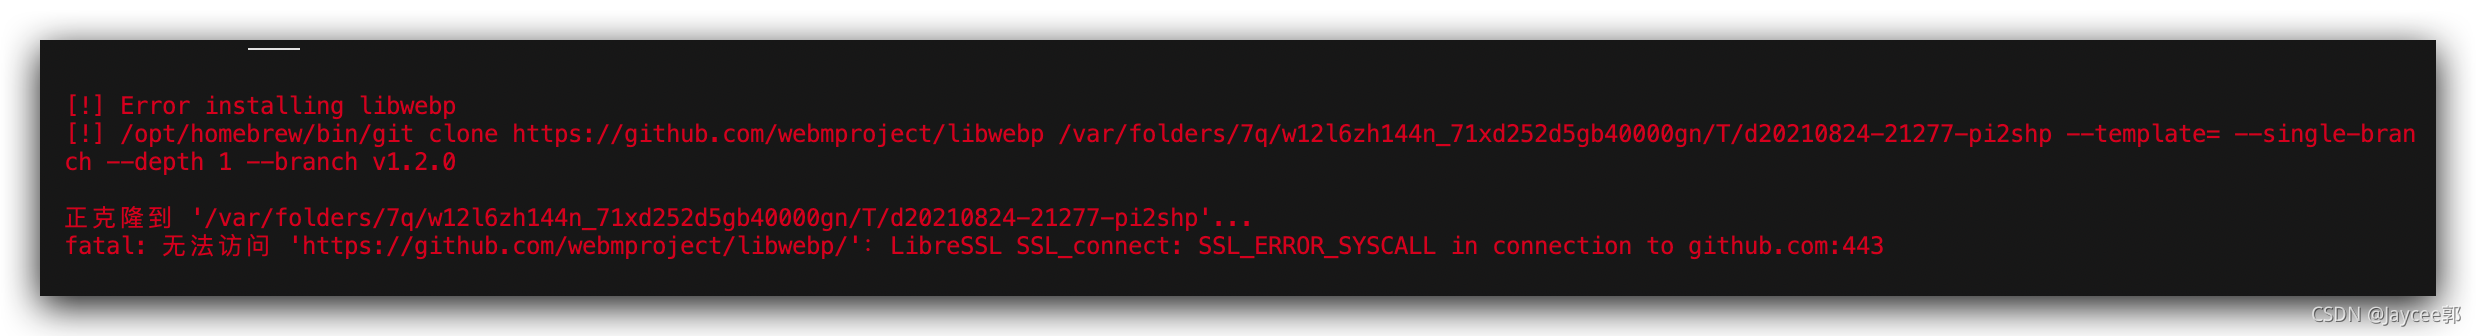 [!] Error installing libwebp
[!] /opt/homebrew/bin/git clone https://github.com/webmproject/libwebp /var/folders/7q/w12l6zh144n_71xd252d5gb40000gn/T/d20210824-21277-pi2shp --template= --single-bran
ch --depth 1 --branch v1.2.0
正克隆到 '/var/folders/7q/w12l6zh144n_71xd252d5gb40000gn/T/d20210824-21277-pi2shp'...
fatal: 无法访问 'https://github.com/webmproject/libwebp/'：LibreSSL SSL_connect: SSL_ERROR_SYSCALL in connection to github.com:443
CSDN @Jaycee郭